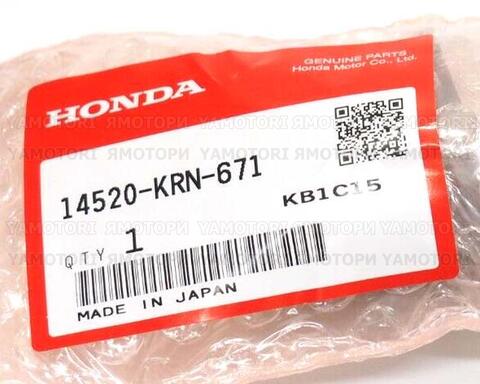 GENUINE PARTS
Honda Motor Co., Ltd.
HONDA
YAMOTORI ЯМОТОРИ YAMOTORI ЯМОТОРИ YAMOTORI
14520-KRN-671
KB1C15
QTY 1
YAMOTORI ЯМОТОРИ YAMOTORI ЯМОТОРИ YAMOTORI
MADE IN JAPAN